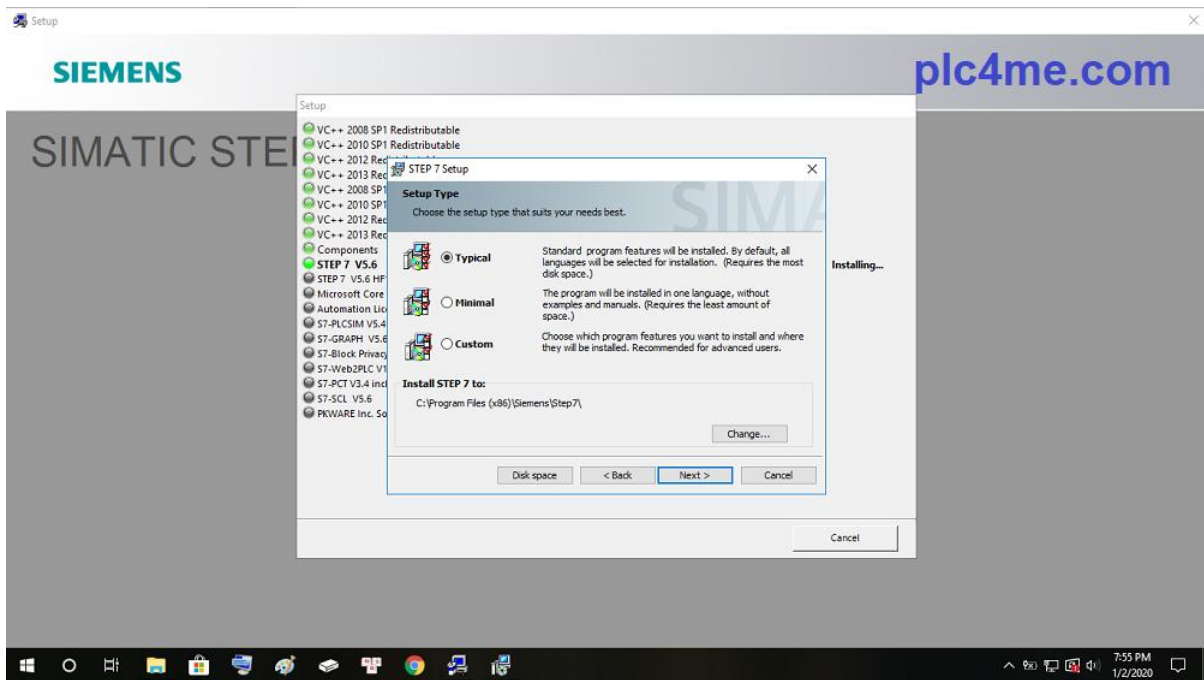 Setup
SIEMENS
plc4me.com
SIMATIC STE
Setup
VC++ 2008 SP1 Redistributable
VC++ 2010 SP1 Redistributable
VC++ 2012
VC++ 2013 Rec
VC++ 2008 SP1
VC++ 2010 SP1
VC++ 2012 Rec
VC++ 2013 Rec
Components
STEP 7 V5.6
Installing...
STEP 7 V5.6 HF
Microsoft Core
Automation Lic
S7-PLCSIM V5.4
S7-GRAPH V5.6
S7-Block Privacy
S7-Web2PLC V1
S7-PCT V3.4 incl
S7-SCL V5.6
PKWARE Inc. So
STEP 7 Setup
SIMA
Setup Type
Choose the setup type that suits your needs best.
Typical
Standard program features will be installed. By default, all
languages will be selected for installation. (Requires the most
disk space.)
Minimal
The program will be installed in one language, without
examples and manuals. (Requires the least amount of
space.)
Custom
Choose which program features you want to install and where
they will be installed. Recommended for advanced users.
Install STEP 7 to:
C:\Program Files (x86)\Siemens\Step7\
Change...
Disk space
< Back
Next >
Cancel
Cancel
7:55 PM
1/2/2020